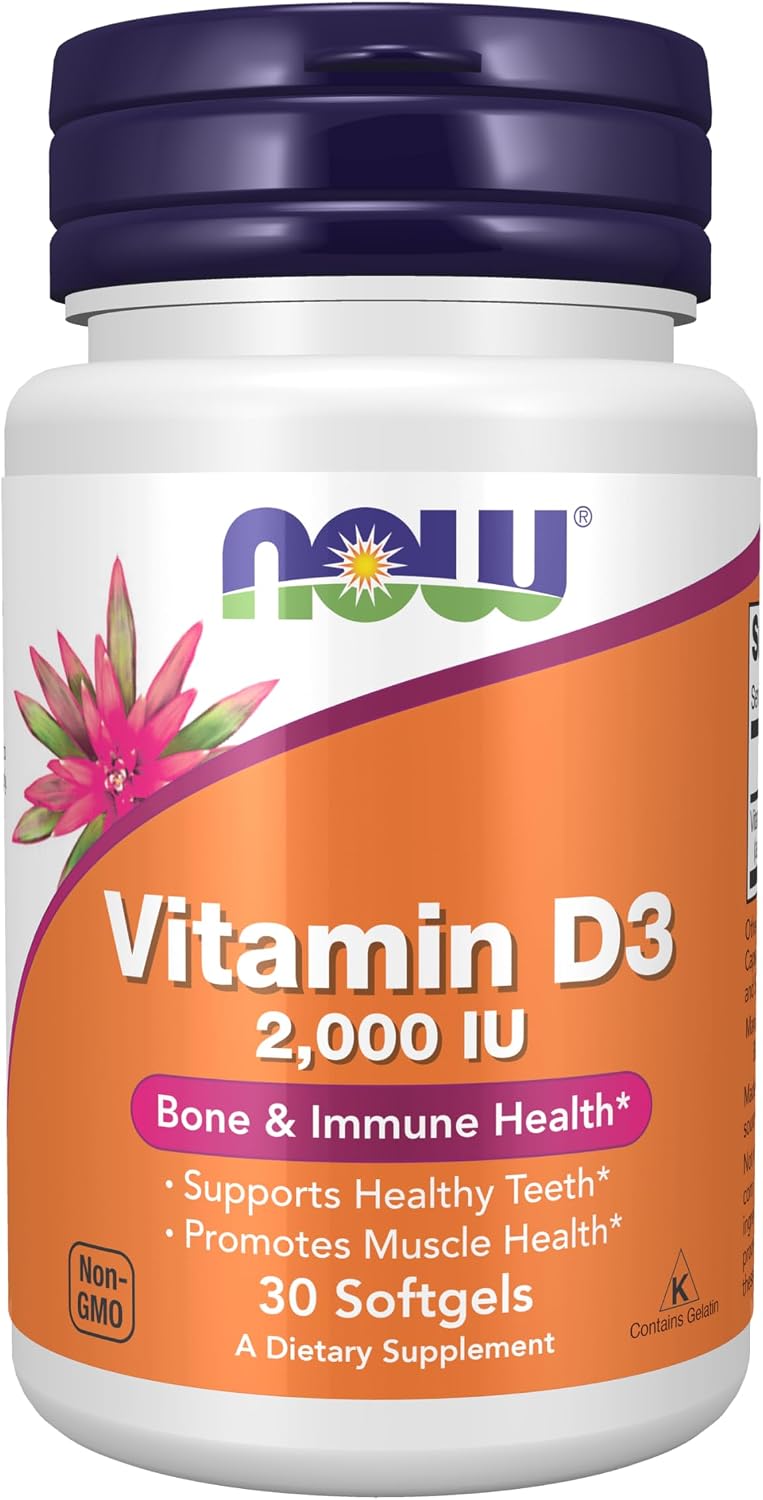 NOW®
Vitamin D3
2,000 IU
Bone & Immune Health*
• Supports Healthy Teeth*
• Promotes Muscle Health*
30 Softgels
A Dietary Supplement
Non-
GMO
K
Contains Gelatin